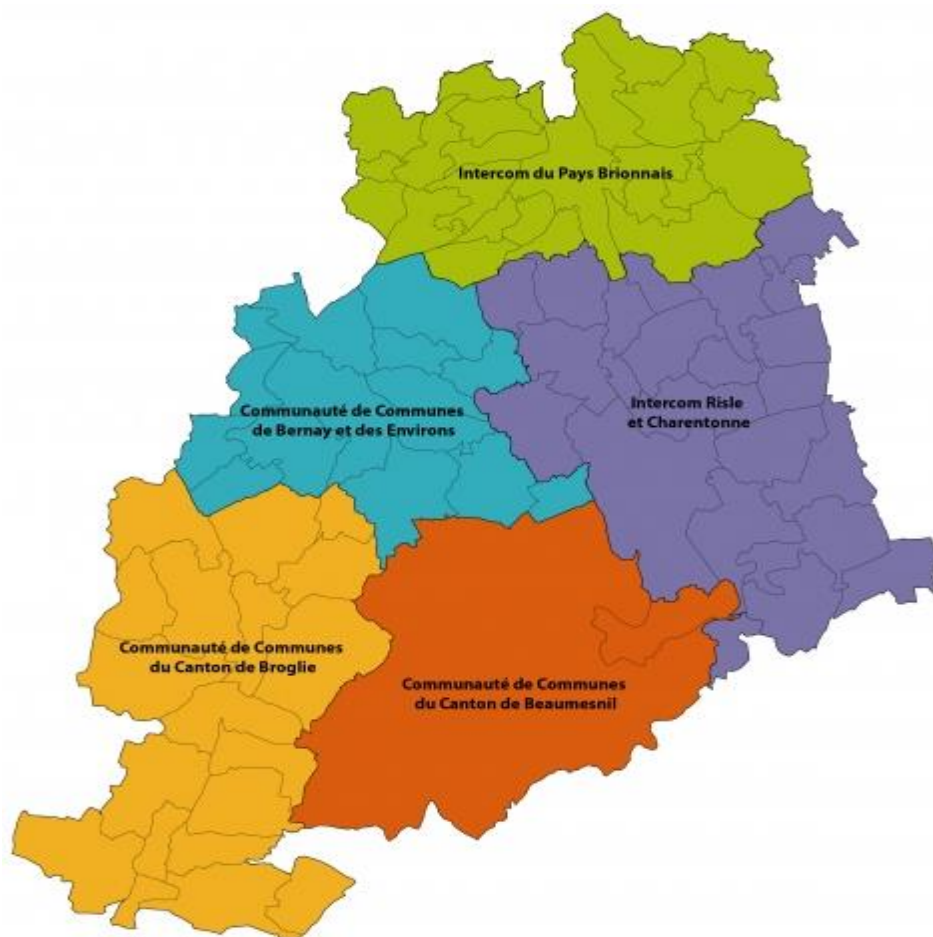 Intercom du Pays Brionnais
Communauté de Communes
de Bernay et des Environs
Intercom Risle
et Charentonne
Communauté de Communes
du Canton de Broglie
Communauté de Communes
du Canton de Beaumesnil